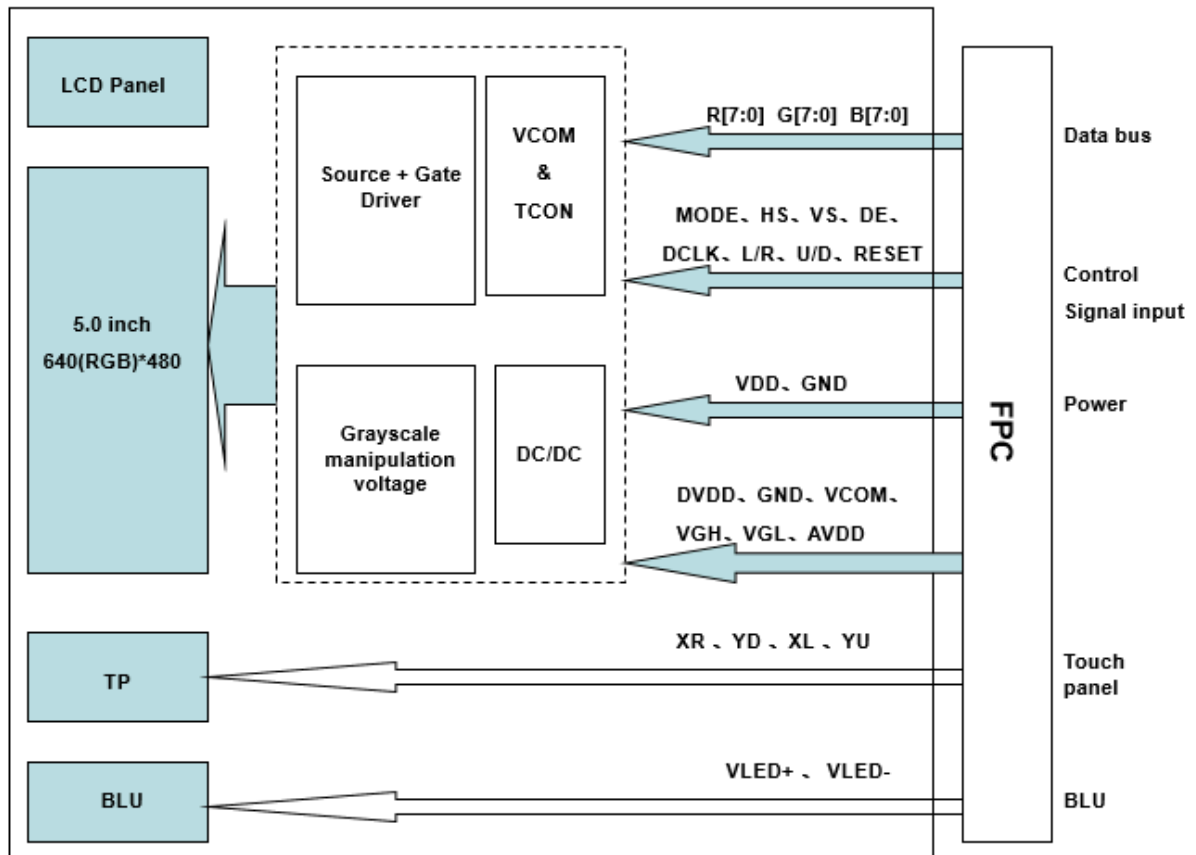 LCD Panel
5.0 inch
640(RGB)*480
TP
BLU
Source + Gate
Driver
VCOM
&
TCON
Grayscale
manipulation
voltage
DC/DC
R[7:0] G[7:0] B[7:0]
MODE、HS、VS、DE、
DCLK、L/R、U/D、RESET
VDD、GND
DVDD、GND、VCOM、
VGH、VGL、AVDD
XR 、YD 、XL 、YU
VLED+ 、 VLED-
FPC
Data bus
Control
Signal input
Power
Touch
panel
BLU